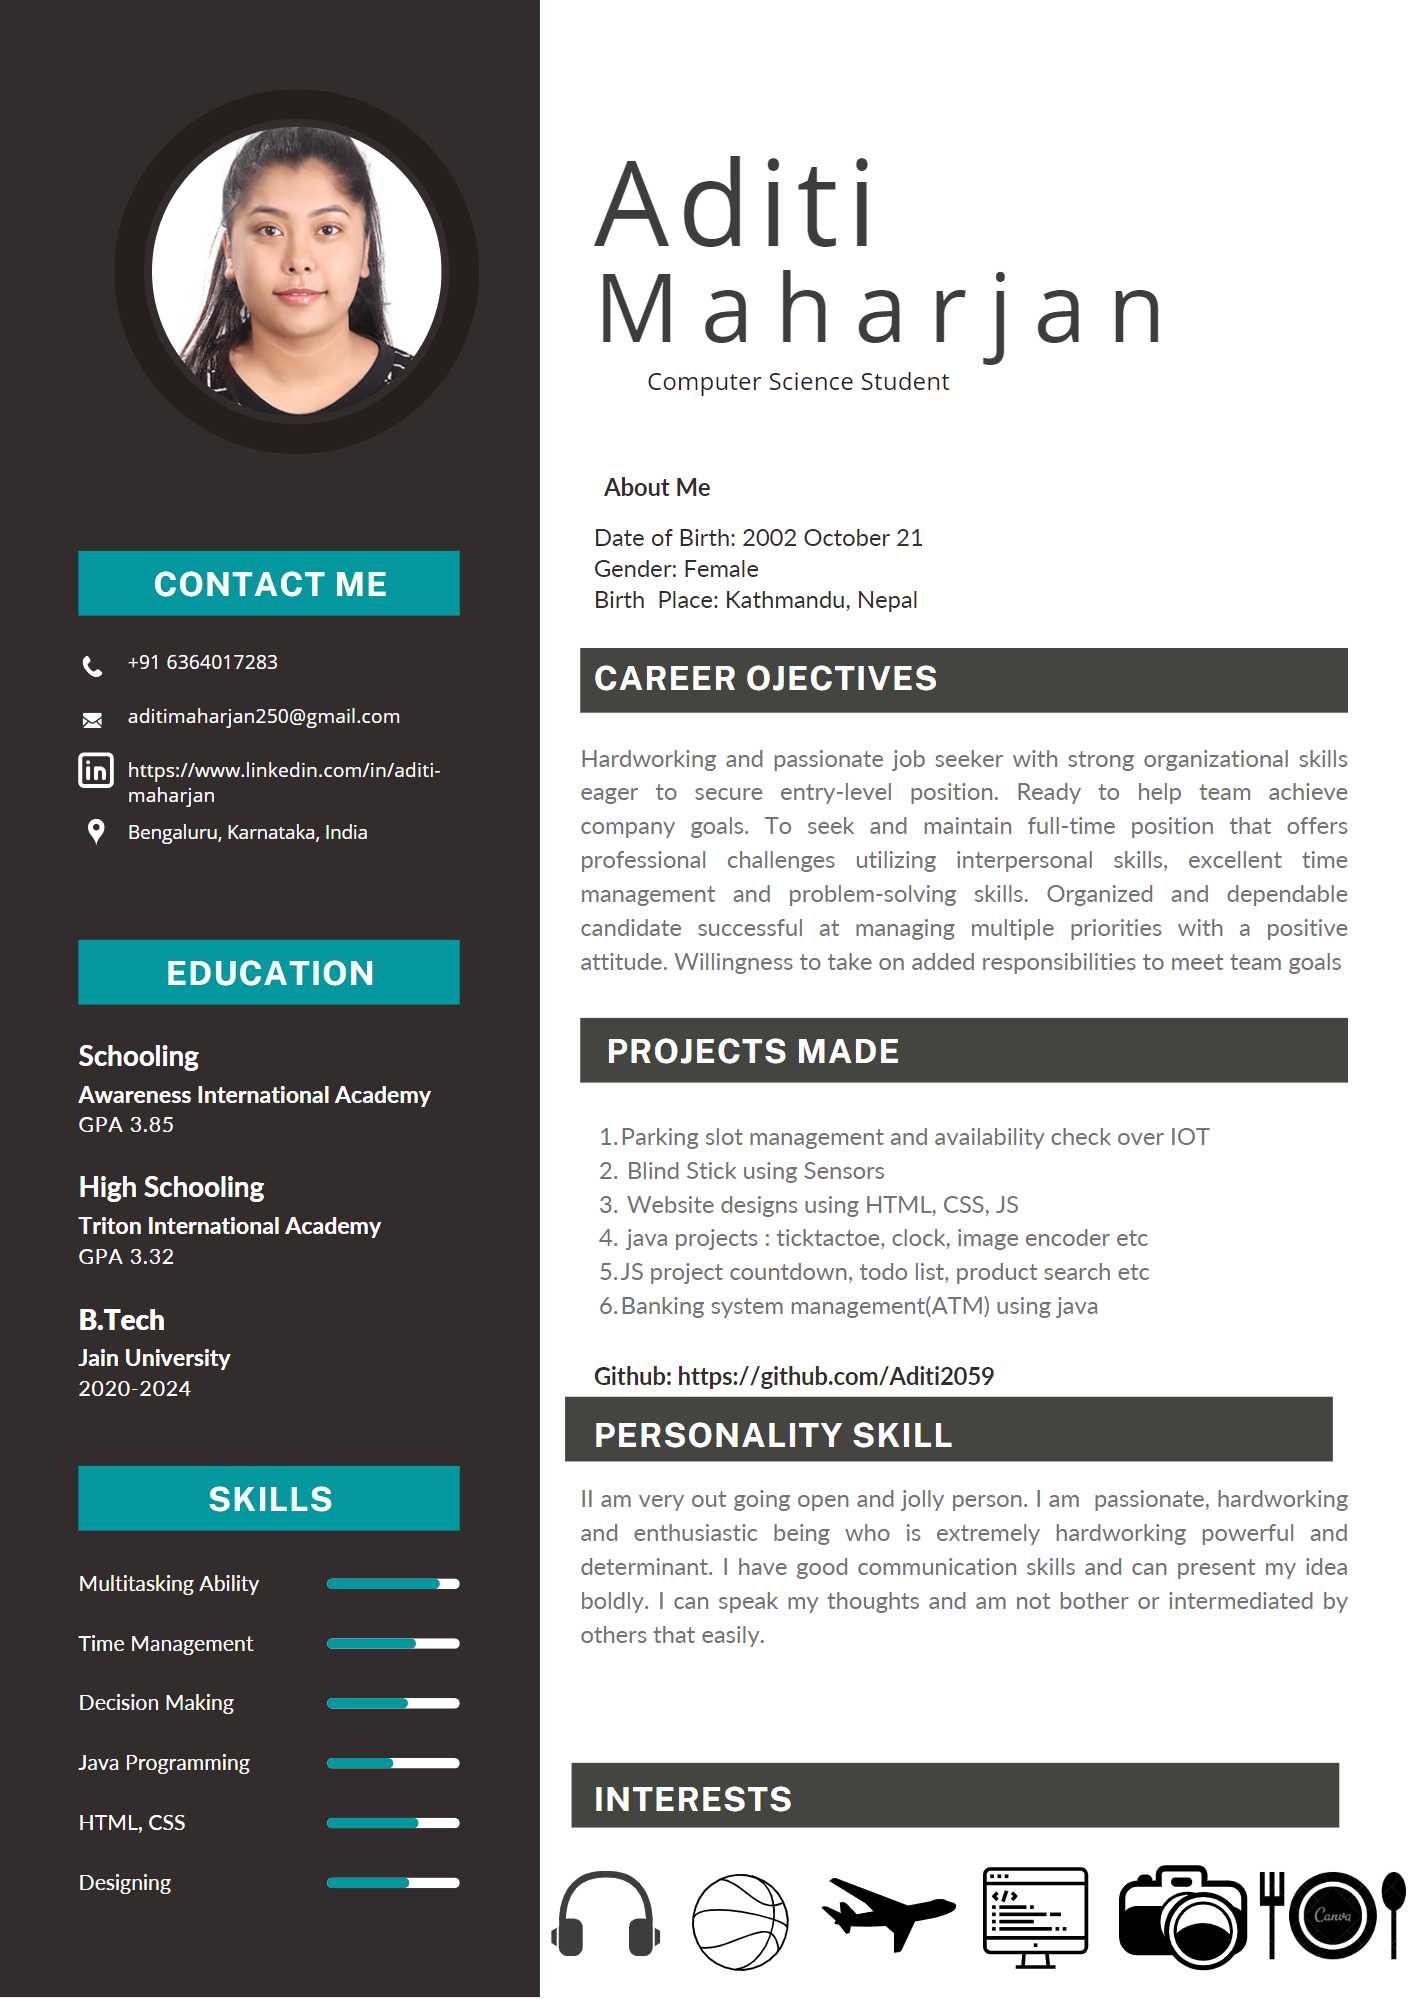 Aditi
Maharjan
Computer Science Student
About Me
Date of Birth: 2002 October 21
Gender: Female
Birth  Place: Kathmandu, Nepal
CONTACT ME
+91 6364017283
aditimaharjan250@gmail.com
https://www.linkedin.com/in/aditi-
maharjan
Bengaluru, Karnataka, India
EDUCATION
Schooling
Awareness International Academy
GPA 3.85
High Schooling
Triton International Academy
GPA 3.32
B.Tech
Jain University
2020-2024
SKILLS
Multitasking Ability
Time Management
Decision Making
Java Programming
HTML, CSS
Designing
CAREER OJECTIVES
Hardworking and passionate job seeker with strong organizational skills
eager to secure entry-level position. Ready to help team achieve
company goals. To seek and maintain full-time position that offers
professional challenges utilizing interpersonal skills, excellent time
management and problem-solving skills. Organized and dependable
candidate successful at managing multiple priorities with a positive
attitude. Willingness to take on added responsibilities to meet team goals
PROJECTS MADE
1. Parking slot management and availability check over IOT
2. Blind Stick using Sensors
3. Website designs using HTML, CSS, JS
4. java projects : ticktactoe, clock, image encoder etc
5. JS project countdown, todo list, product search etc
6. Banking system management(ATM) using java
Github: https://github.com/Aditi2059
PERSONALITY SKILL
II am very out going open and jolly person. I am  passionate, hardworking
and enthusiastic being who is extremely hardworking powerful and
determinant. I have good communication skills and can present my idea
boldly. I can speak my thoughts and am not bother or intermediated by
others that easily.
INTERESTS
</> 
Canva